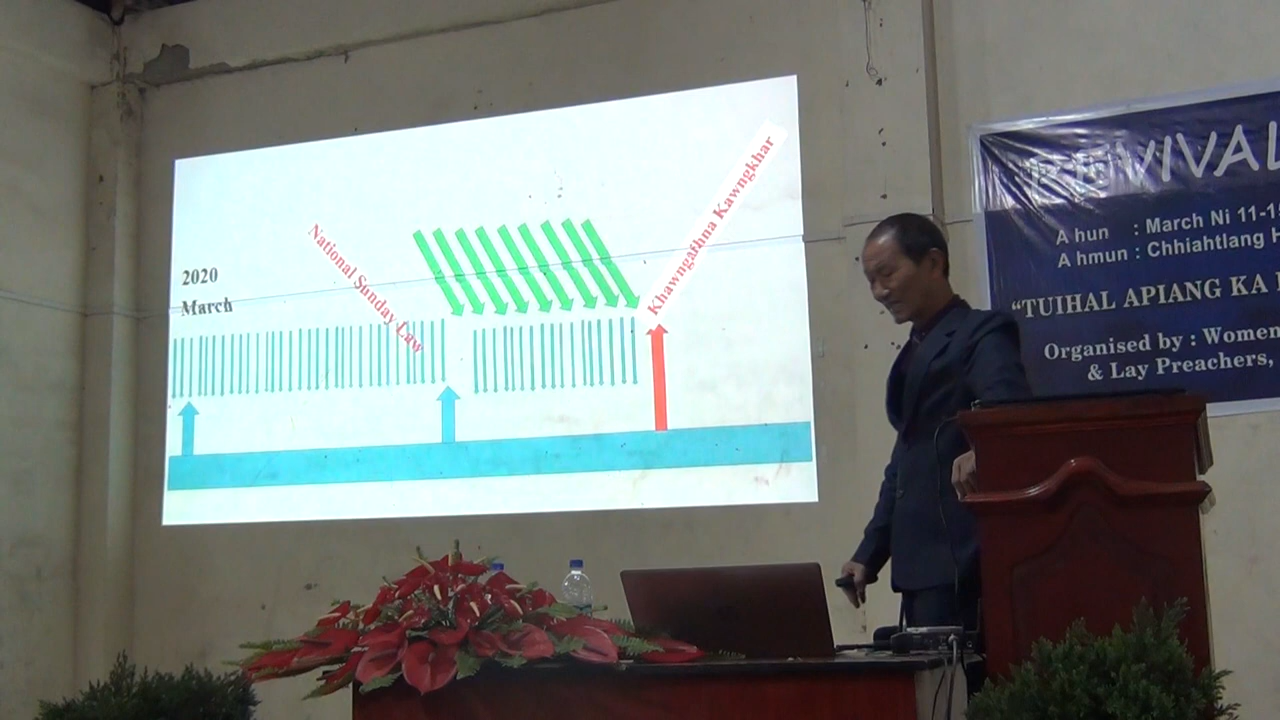 2020
March
National Sunday Law
Khawngaihna Kawngkhar
REVIVAL
A hun : March Ni 11-1
A hmun : Chhiahtlang H
“TUIHAL APIANG KA
Organised by : Women
& Lay Preachers,